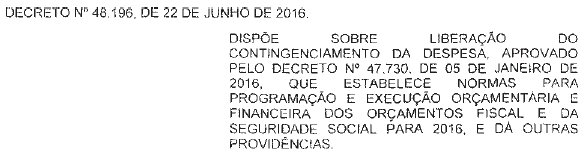 DECRETO Nº 48.196, DE 22 DE JUNHO DE 2016.
DISPÕE SOBRE LIBERAÇÃO DO
CONTINGENCIAMENTO DA DESPESA, APROVADO
PELO DECRETO Nº 47.730, DE 05 DE JANEIRO DE
2016, QUE ESTABELECE NORMAS PARA
PROGRAMAÇÃO E EXECUÇÃO ORÇAMENTÁRIA E
FINANCEIRA DOS ORÇAMENTOS FISCAL E DA
SEGURIDADE SOCIAL PARA 2016, E DÁ OUTRAS
PROVIDÊNCIAS.